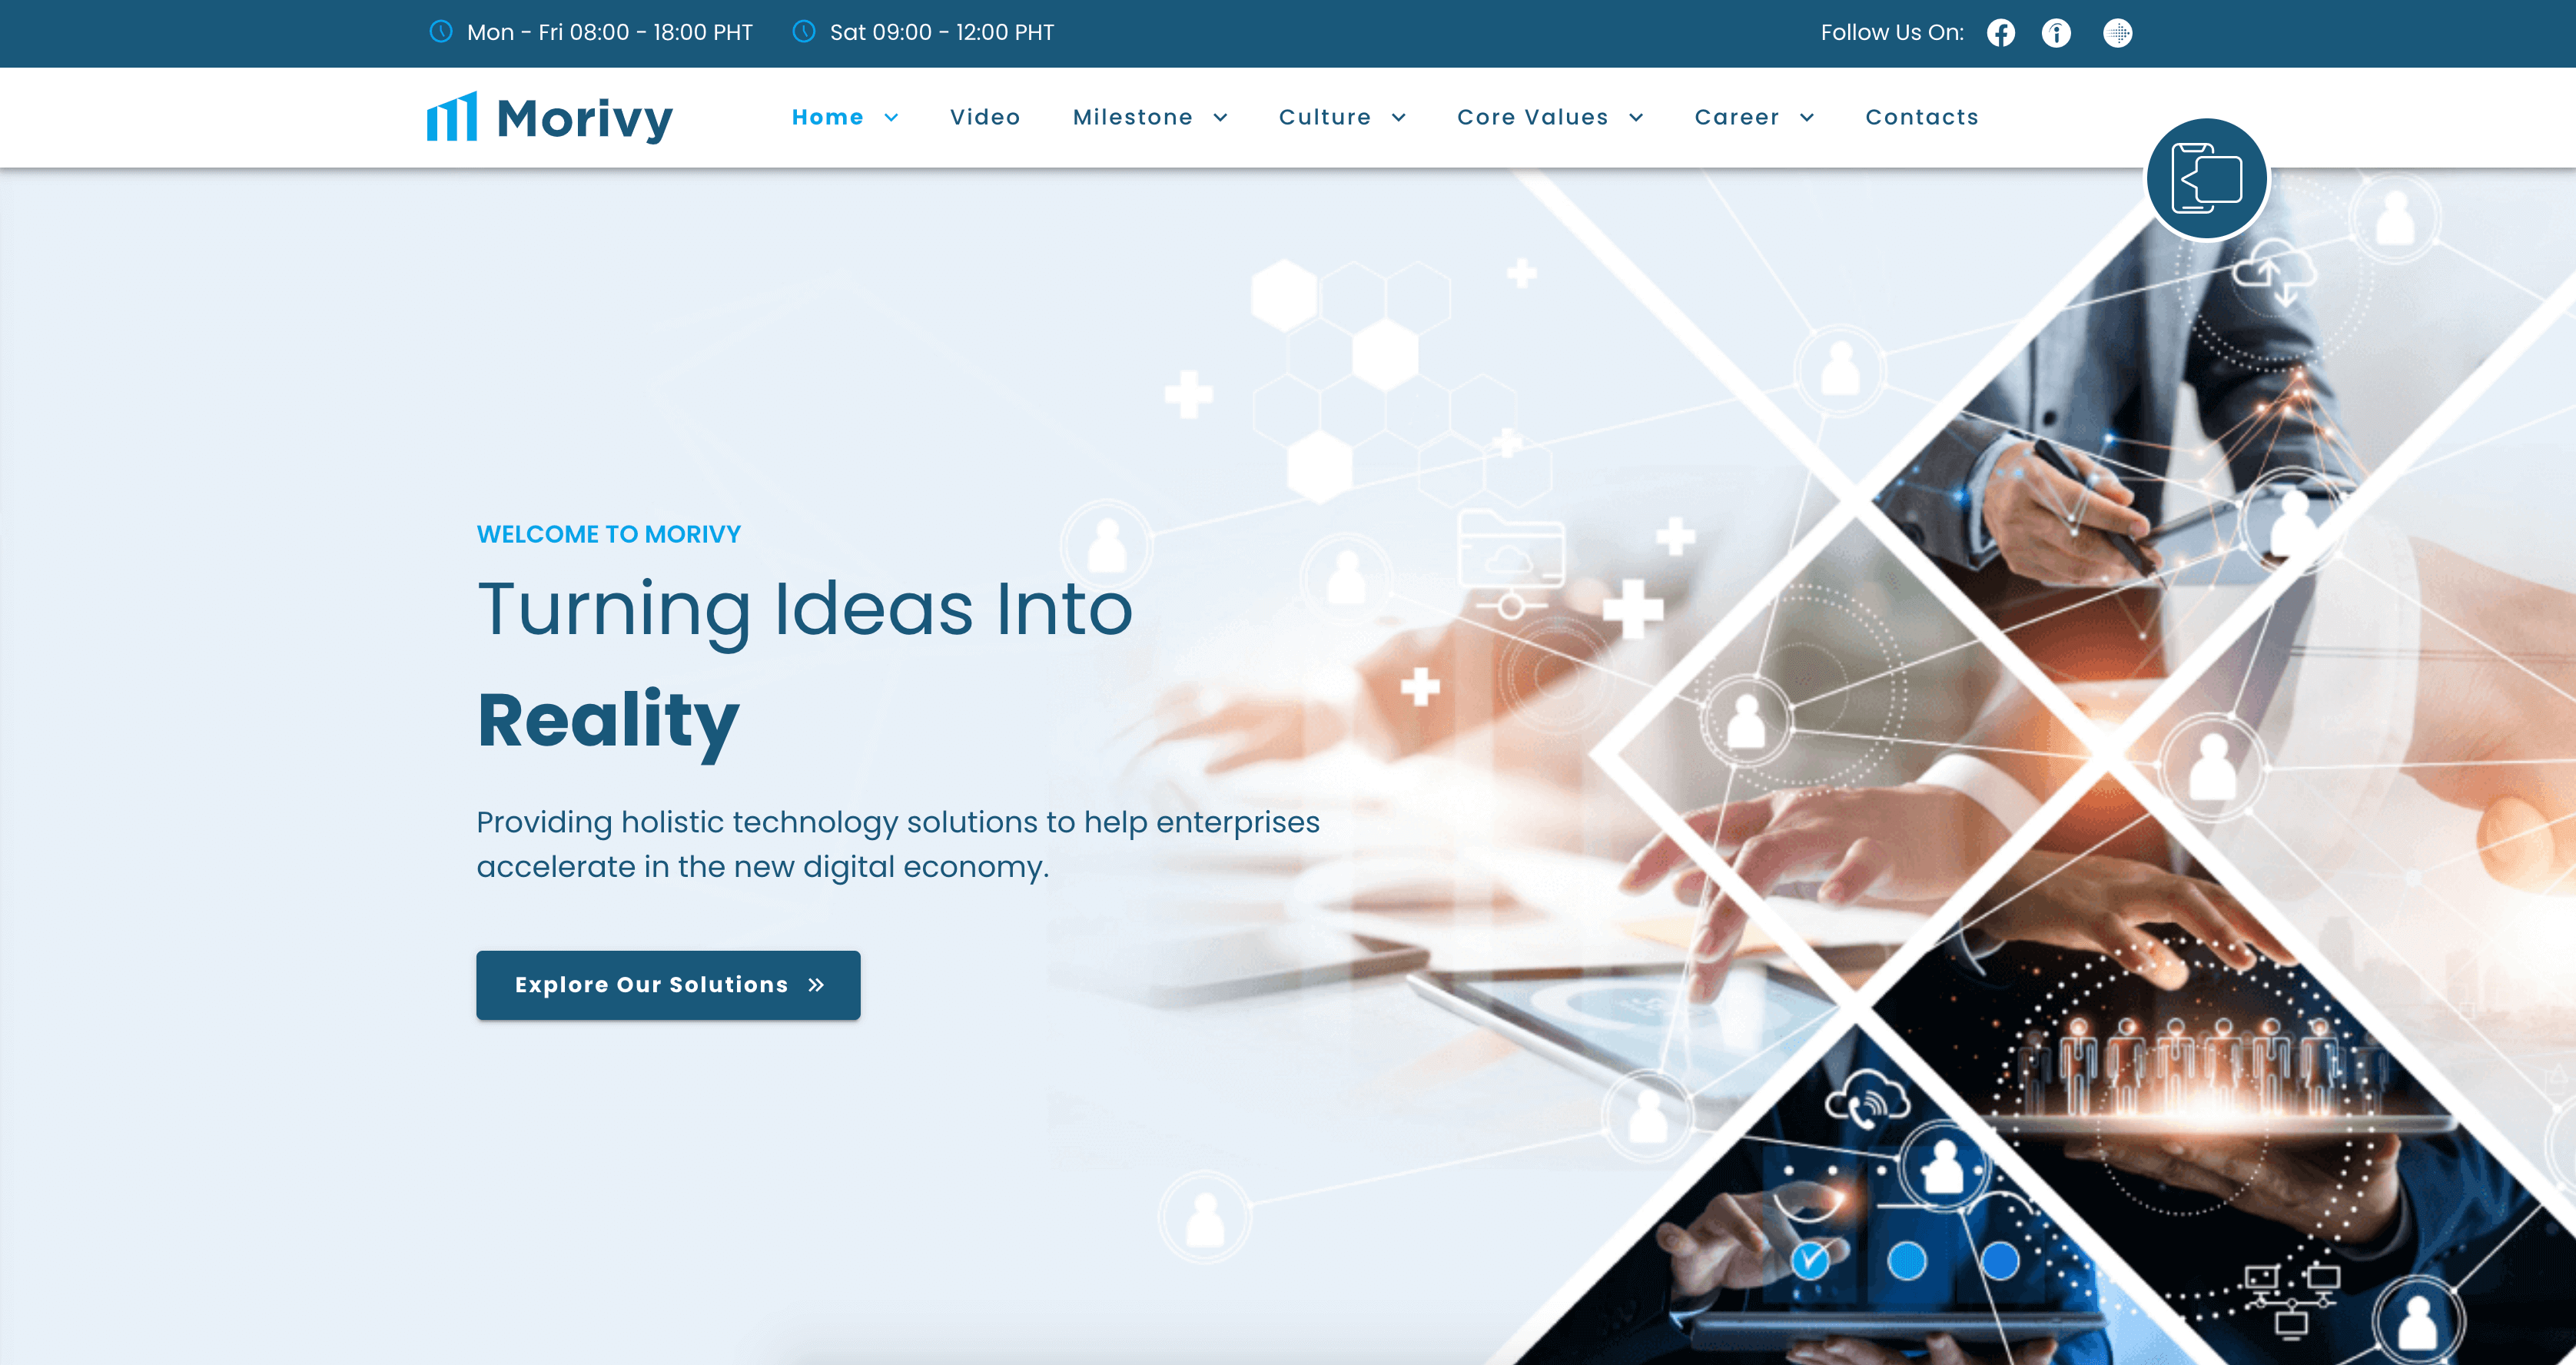 Mon - Fri 08:00 - 18:00 PHT
Sat 09:00 - 12:00 PHT
Follow Us On:
Morivy
Home
Video
Milestone
Culture
Core Values
Career
Contacts
WELCOME TO MORIVY
Turning Ideas Into
Reality
Providing holistic technology solutions to help enterprises
accelerate in the new digital economy.
Explore Our Solutions